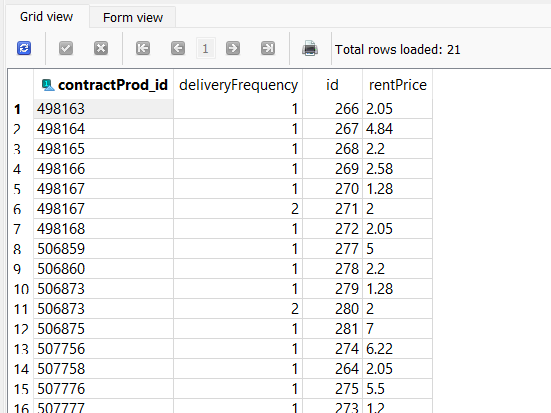 Grid view Form view
1 Total rows loaded: 21
contractProd_id deliveryFrequency id rentPrice
1 498163 1 266 2.05
2 498164 1 267 4.84
3 498165 1 268 2.2
4 498166 1 269 2.58
5 498167 1 270 1.28
6 498167 2 271 2
7 498168 1 272 2.05
8 506859 1 277 5
9 506860 1 278 2.2
10 506873 1 279 1.28
11 506873 2 280 2
12 506875 1 281 7
13 507756 1 274 6.22
14 507758 1 264 2.05
15 507776 1 275 5.5
16 507777 1 273 1.2